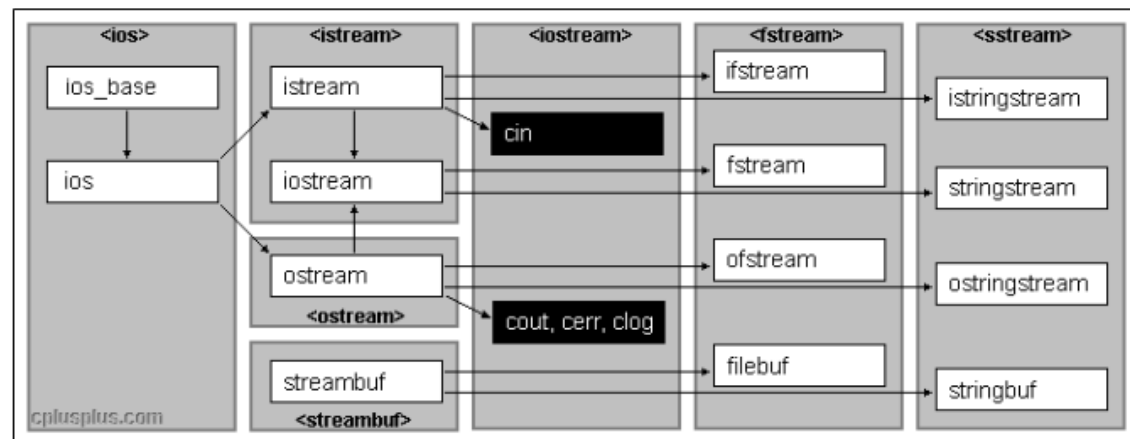 <ios>
ios_base
ios
cplusplus.com
<istream>
istream
iostream
ostream
<ostream>
streambuf
<streambuf>
<iostream>
cin
cout, cerr, clog
<fstream>
ifstream
fstream
ofstream
filebuf
<sstream>
istringstream
stringstream
ostringstream
stringbuf